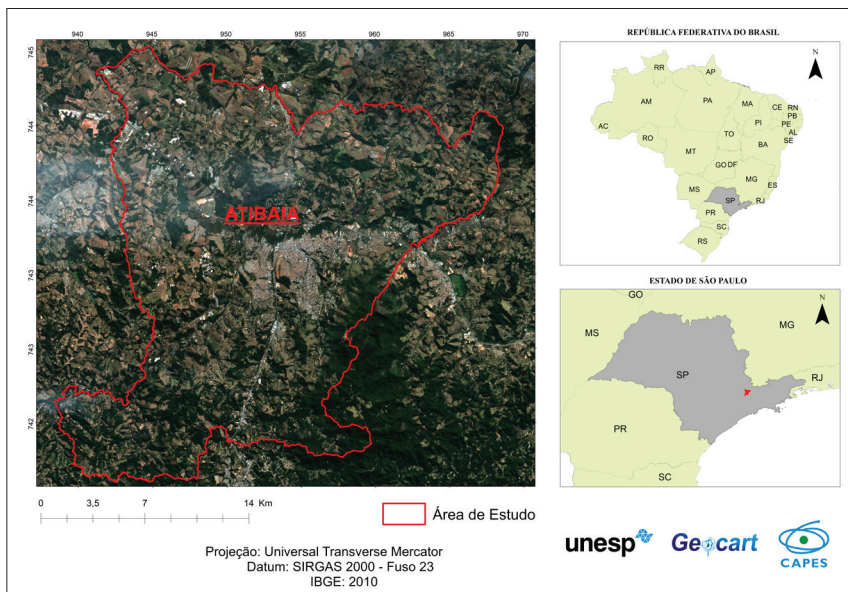 940 945 950 955 960 965 970
745
744
744
743
743
742
ATIBAIA
0 3,5 7 14 Km
Área de Estudo
Projeção: Universal Transverse Mercator
Datum: SIRGAS 2000 - Fuso 23
IBGE: 2010
REPÚBLICA FEDERATIVA DO BRASIL
N
RR
AP
AM
PA
MA
CE
RN
PB
PI
PE
AL
SE
AC
RO
TO
BA
MT
GO
DF
MG
MS
ES
SP
RJ
PR
SC
RS
ESTADO DE SÃO PAULO
N
GO
MS
MG
SP
RJ
PR
SC
unesp
Geocart
CAPES